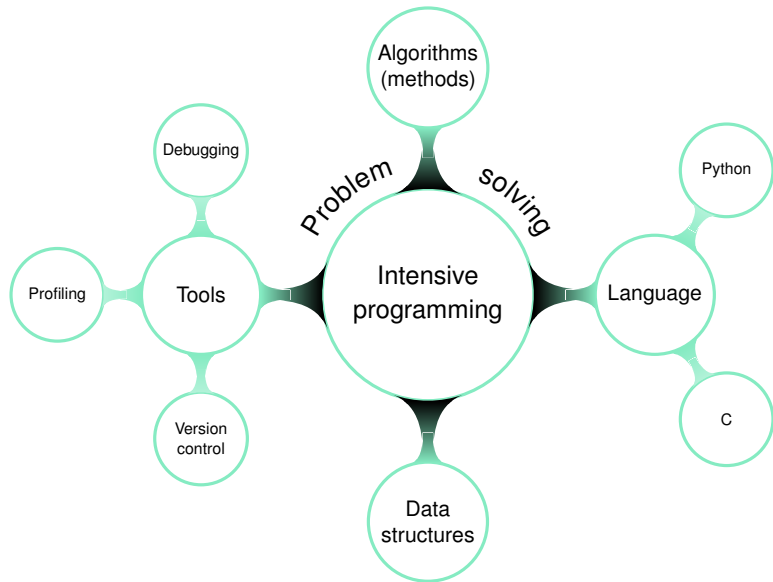 Algorithms
(methods)
Problem solving
Debugging
Python
Profiling
Tools
Intensive
programming
Language
Version
control
C
Data
structures